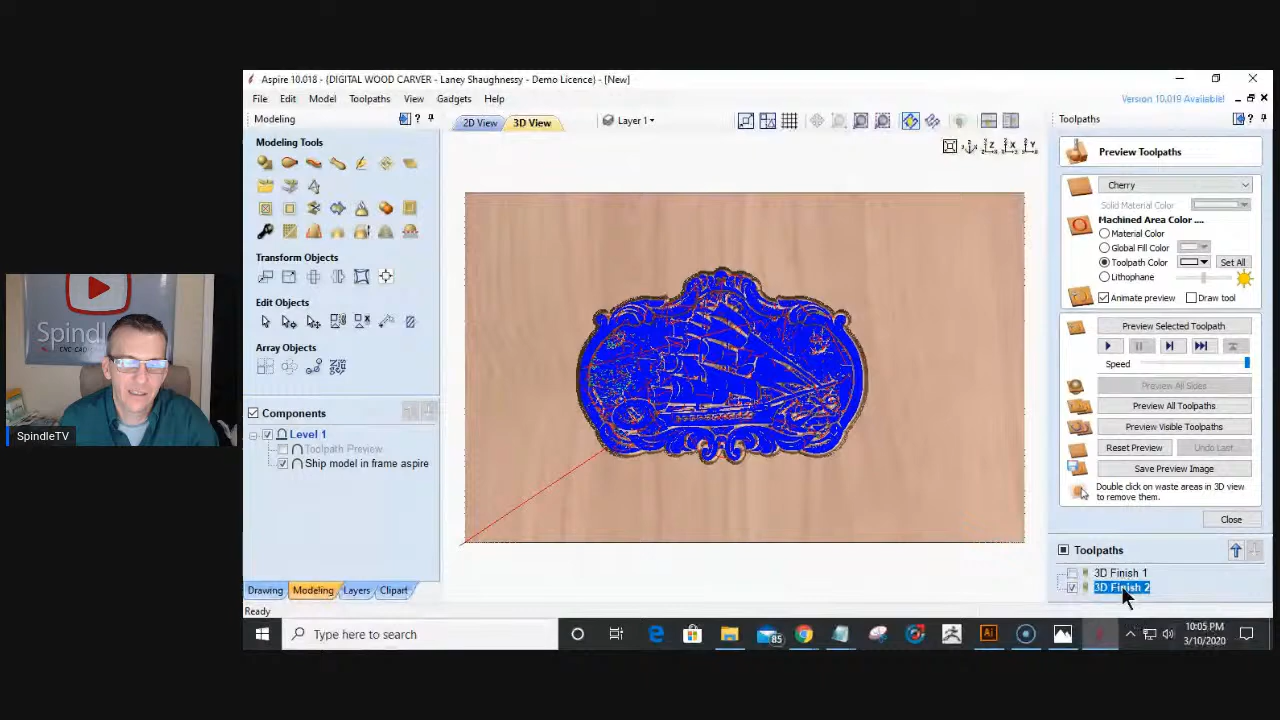 Aspire 10.018 - (DIGITAL WOOD CARVER - Laney Shaughnessy - Demo Licence) - [New]
File Edit Model Toolpaths View Gadgets Help
Version 10.019 Available!
Modeling
?
2D View
3D View
Layer 1
Toolpaths
?
Modeling Tools
Transform Objects
Edit Objects
Array Objects
Components
Level 1
Toolpath Preview
Ship model in frame aspire
Drawing
Modeling
Layers
Clipart
Ready
Z
X
Y
Preview Toolpaths
Cherry
Solid Material Color
Machined Area Color ....
Material Color
Global Fill Color
Toolpath Color
Set All
Lithophane
Animate preview
Draw tool
Preview Selected Toolpath
Speed
Preview All Sides
Preview All Toolpaths
Preview Visible Toolpaths
Reset Preview
Undo Last
Save Preview Image
Double click on waste areas in 3D view
to remove them.
Close
Toolpaths
3D Finish 1
3D Finish 2
Spindl
CNC-CAD
SpindleTV
Type here to search
85
Ai
10:05 PM
3/10/2020